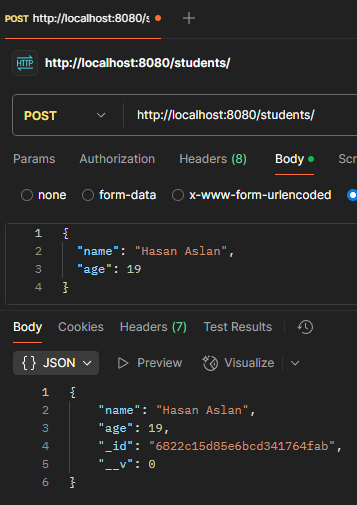 POST http://localhost:8080/s
HTTP http://localhost:8080/students/
POST http://localhost:8080/students/
Params Authorization Headers (8) Body Scr
none form-data x-www-form-urlencoded
1 {
2 "name": "Hasan Aslan",
3 "age": 19
4 }
Body Cookies Headers (7) Test Results
{ } JSON Preview Visualize
1 {
2 "name": "Hasan Aslan",
3 "age": 19,
4 "_id": "6822c15d85e6bcd341764fab",
5 "__v": 0
6 }